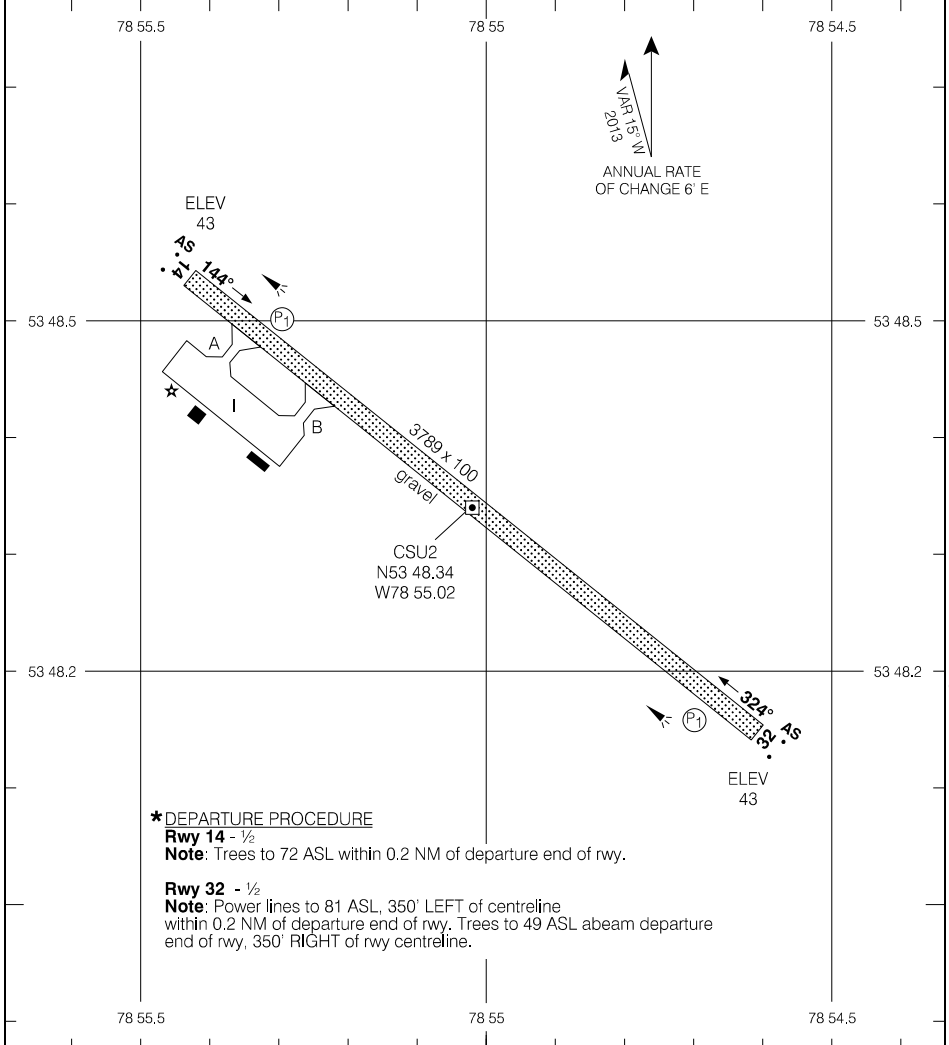 78 55.5
78 55
78 54.5
VAR 15° W
2013
ANNUAL RATE
OF CHANGE 6' E
ELEV
43
AS
14
144°
P1
53 48.5
53 48.5
A
I
B
3789 x 100
gravel
CSU2
N53 48.34
W78 55.02
53 48.2
53 48.2
324°
P1
32
AS
ELEV
43
*DEPARTURE PROCEDURE
Rwy 14 - ½
Note: Trees to 72 ASL within 0.2 NM of departure end of rwy.
Rwy 32 - ½
Note: Power lines to 81 ASL, 350' LEFT of centreline
within 0.2 NM of departure end of rwy. Trees to 49 ASL abeam departure
end of rwy, 350' RIGHT of rwy centreline.
78 55.5
78 55
78 54.5